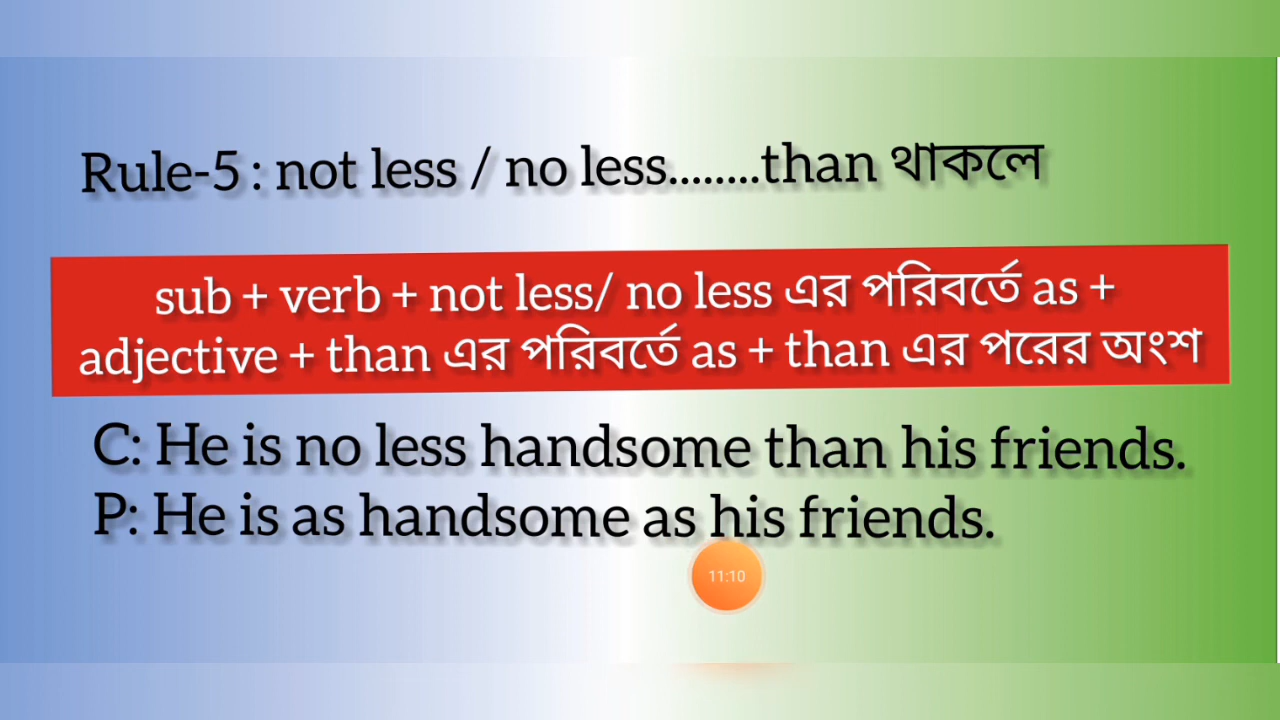 Rule-5 : not less / no less........than থাকলে
sub + verb + not less/ no less এর পরিবর্তে as +
adjective + than এর পরিবর্তে as + than এর পরের অংশ
C: He is no less handsome than his friends.
P: He is as handsome as his friends.
11:10